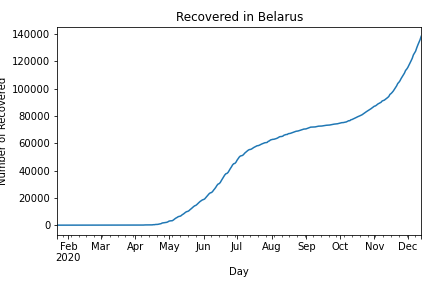 Recovered in Belarus
Number of Recovered
140000
120000
100000
80000
60000
40000
20000
0
Feb Mar Apr May Jun Jul Aug Sep Oct Nov Dec
2020
Day